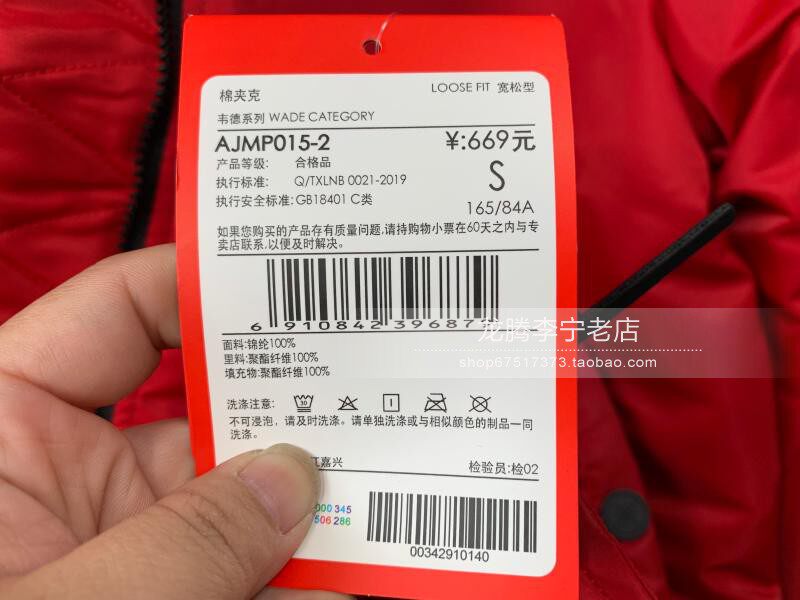 棉夹克
LOOSE FIT 宽松型
韦德系列 WADE CATEGORY
AJMP015-2
¥:669元
产品等级: 合格品
执行标准: Q/TXLNB 0021-2019
S
执行安全标准: GB18401 C类
165/84A
如果您购买的产品存有质量问题,请持购物小票在60天之内与专
卖店联系,以便及时解决。
6 910842 39687
龙腾李宁老店
shop67517373.taobao.com
面料:锦纶100%
里料:聚酯纤维100%
填充物:聚酯纤维100%
洗涤注意: 30
不可浸泡，请及时洗涤。请单独洗涤或与相似颜色的制品一同
洗涤。
嘉兴
检验员:检02
000 345
506 286
00342910140